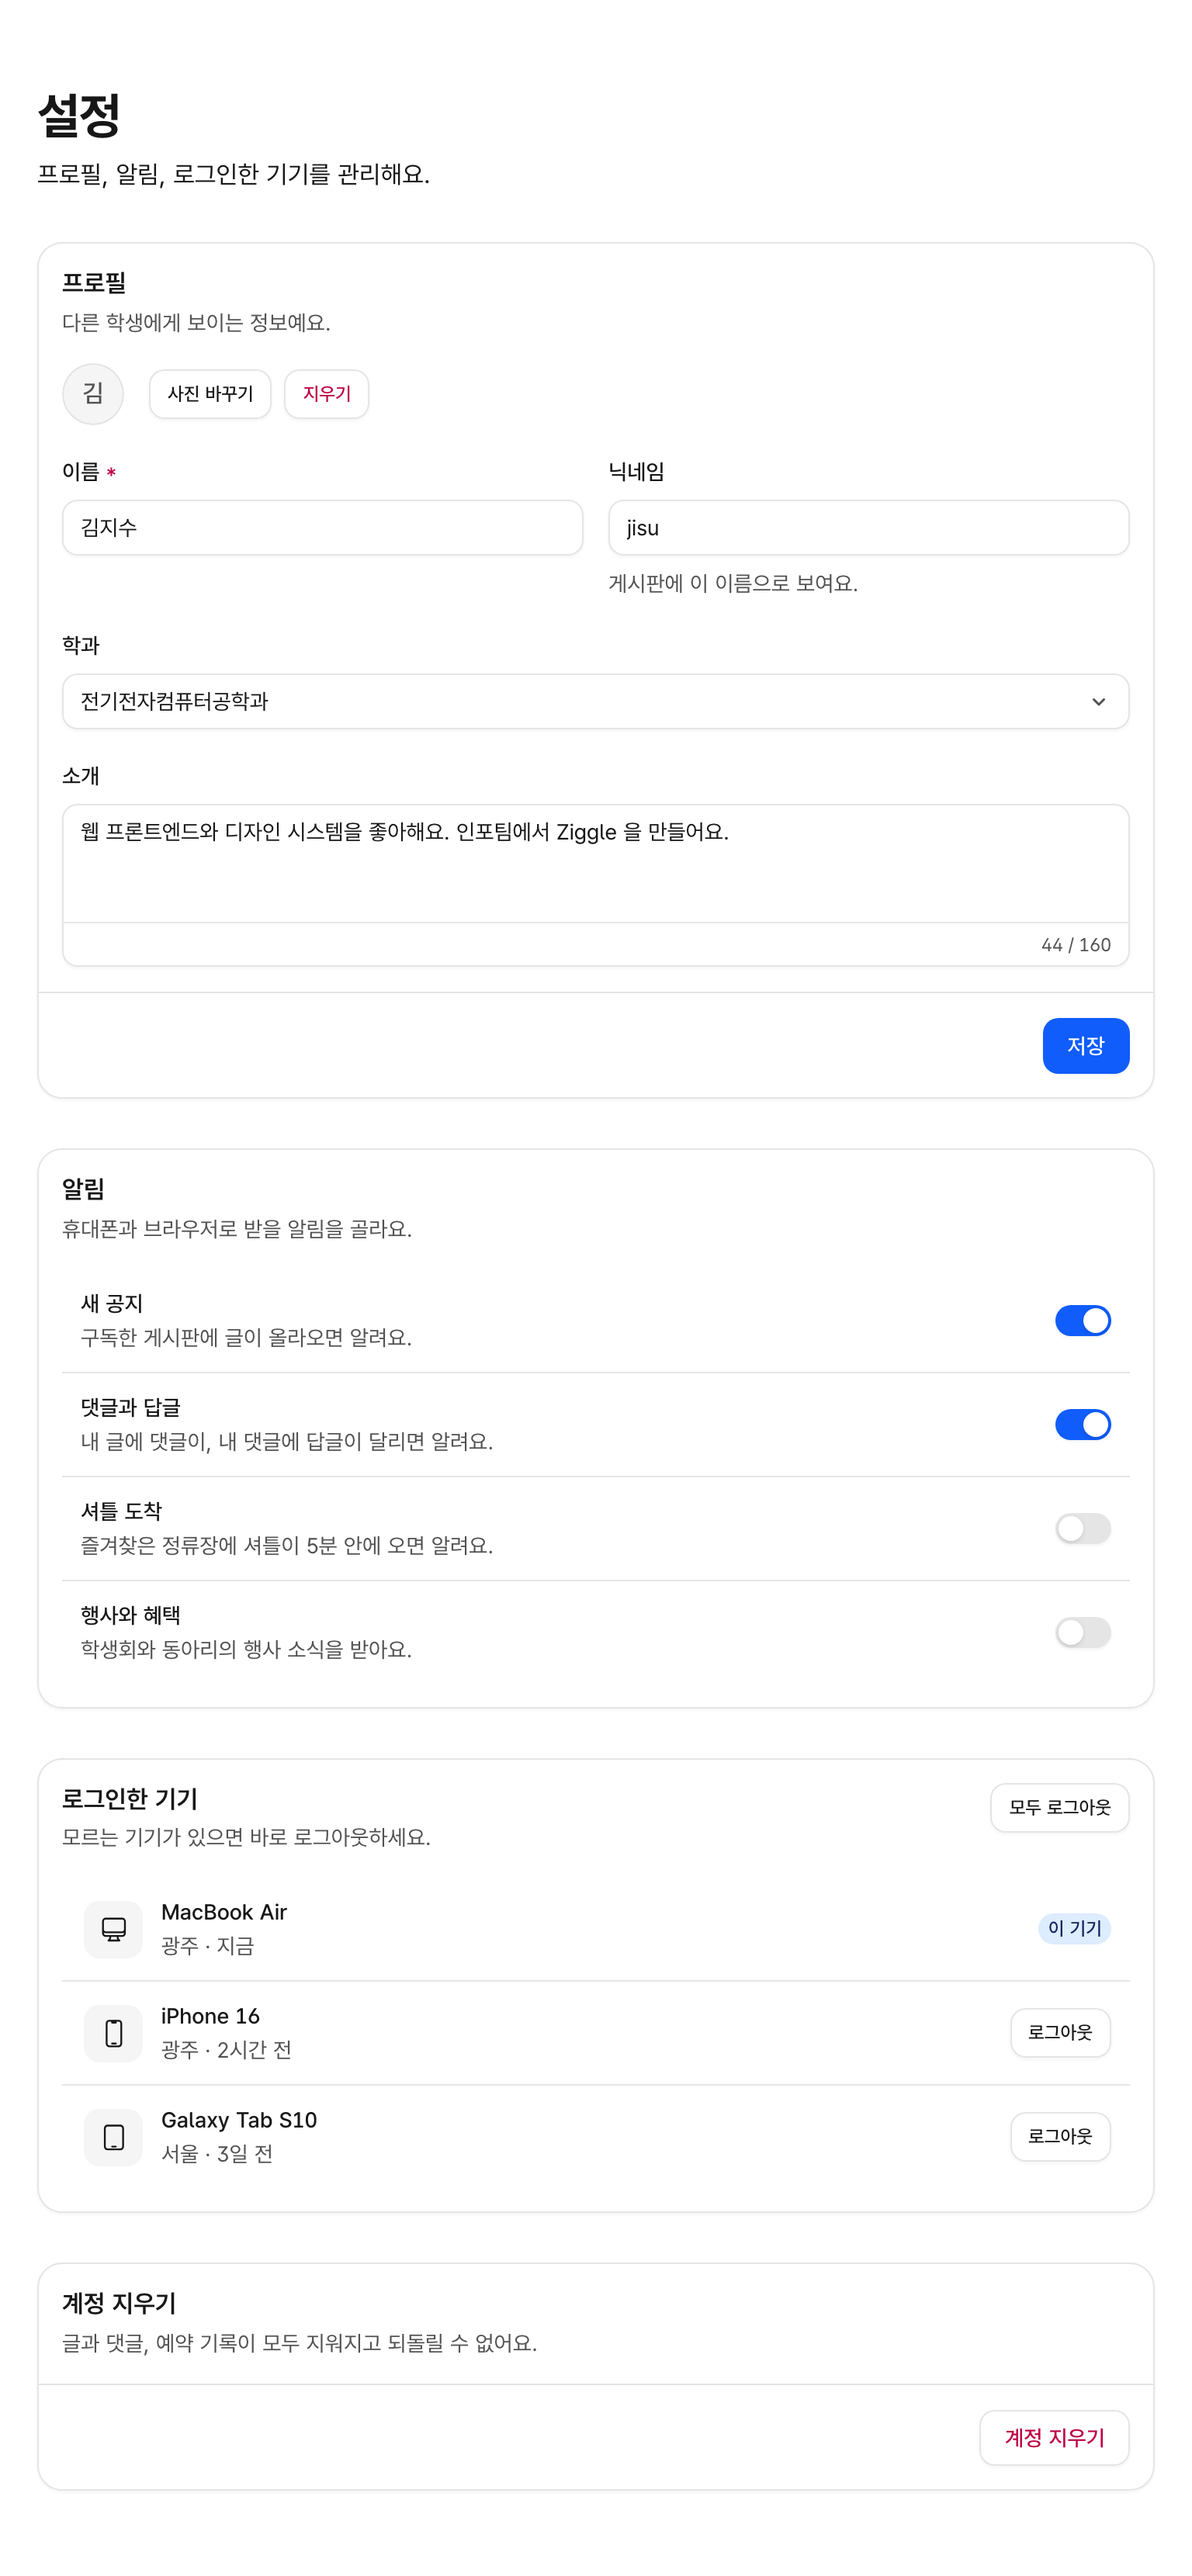 설정
프로필, 알림, 로그인한 기기를 관리해요.
프로필
다른 학생에게 보이는 정보예요.
김
사진 바꾸기
지우기
이름 *
닉네임
김지수
jisu
게시판에 이 이름으로 보여요.
학과
전기전자컴퓨터공학과
소개
웹 프론트엔드와 디자인 시스템을 좋아해요. 인포팀에서 Ziggle 을 만들어요.
44 / 160
저장
알림
휴대폰과 브라우저로 받을 알림을 골라요.
새 공지
구독한 게시판에 글이 올라오면 알려요.
댓글과 답글
내 글에 댓글이, 내 댓글에 답글이 달리면 알려요.
셔틀 도착
즐겨찾은 정류장에 셔틀이 5분 안에 오면 알려요.
행사와 혜택
학생회와 동아리의 행사 소식을 받아요.
로그인한 기기
모두 로그아웃
모르는 기기가 있으면 바로 로그아웃하세요.
MacBook Air
광주 · 지금
이 기기
iPhone 16
광주 · 2시간 전
로그아웃
Galaxy Tab S10
서울 · 3일 전
로그아웃
계정 지우기
글과 댓글, 예약 기록이 모두 지워지고 되돌릴 수 없어요.
계정 지우기